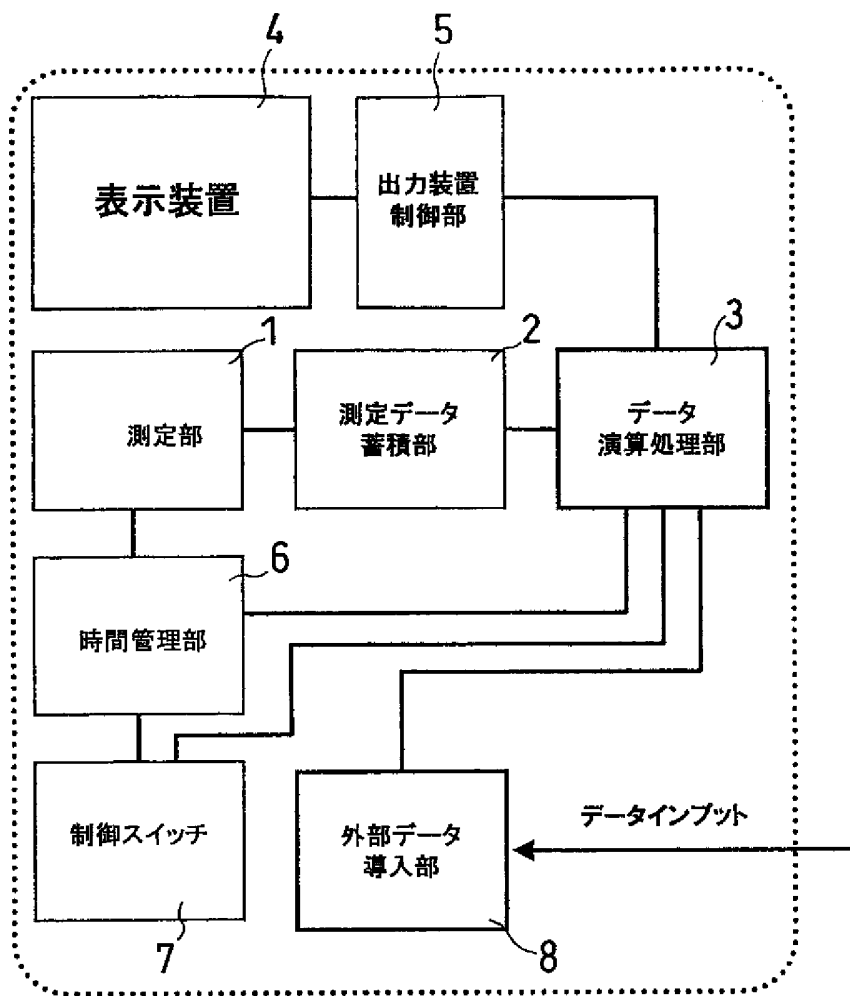 4
5
表示装置
出力装置
制御部
1
2
3
測定部
測定データ
蓄積部
データ
演算処理部
6
時間管理部
制御スイッチ
7
データインプット
外部データ
導入部
8